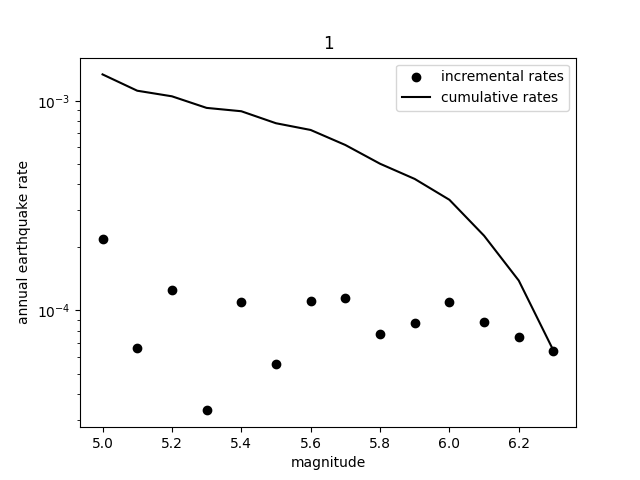 1
incremental rates
cumulative rates
annual earthquake rate
10⁻³
10⁻⁴
5.0 5.2 5.4 5.6 5.8 6.0 6.2
magnitude